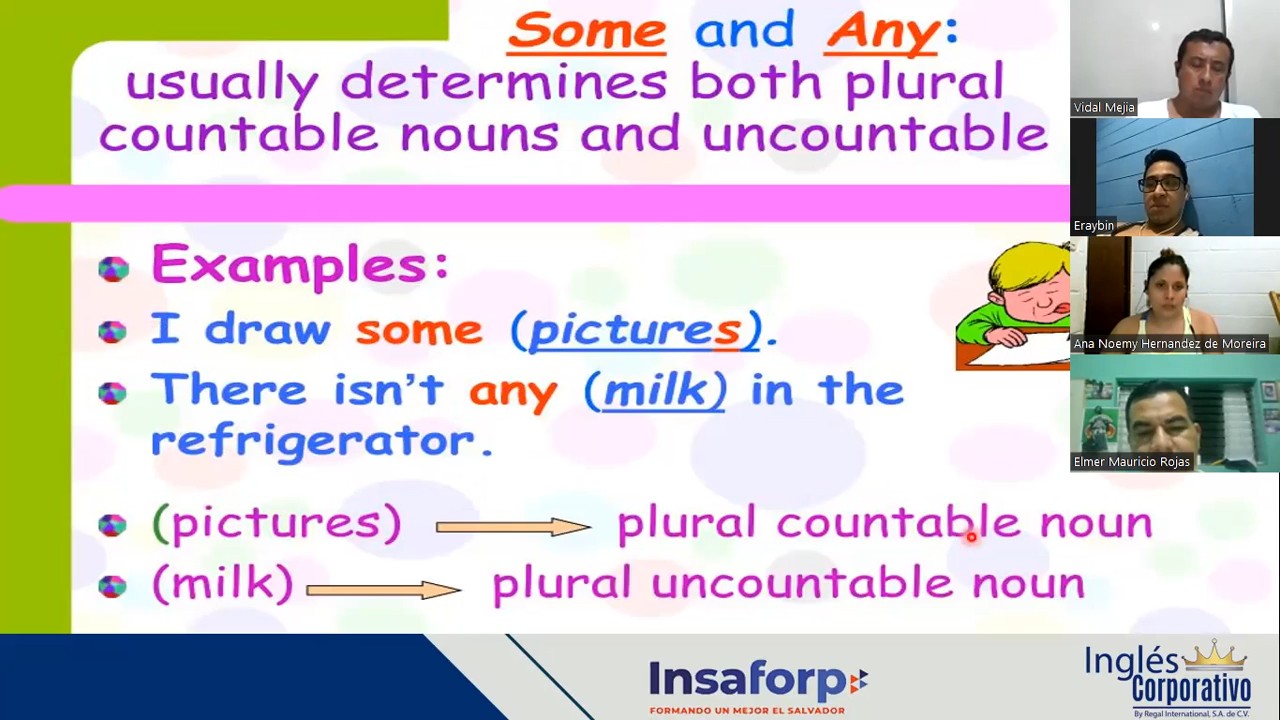 Some and Any:
usually determines both plural
countable nouns and uncountable
Examples:
I draw some (pictures).
There isn't any (milk) in the
refrigerator.
(pictures) plural countable noun
(milk) plural uncountable noun
Vidal Mejia
Eraybin
Ana Noemy Hernandez de Moreira
Elmer Mauricio Rojas
Insaforp
FORMANDO UN MEJOR EL SALVADOR
Inglés
Corporativo
By Regal International, S.A. de C.V.